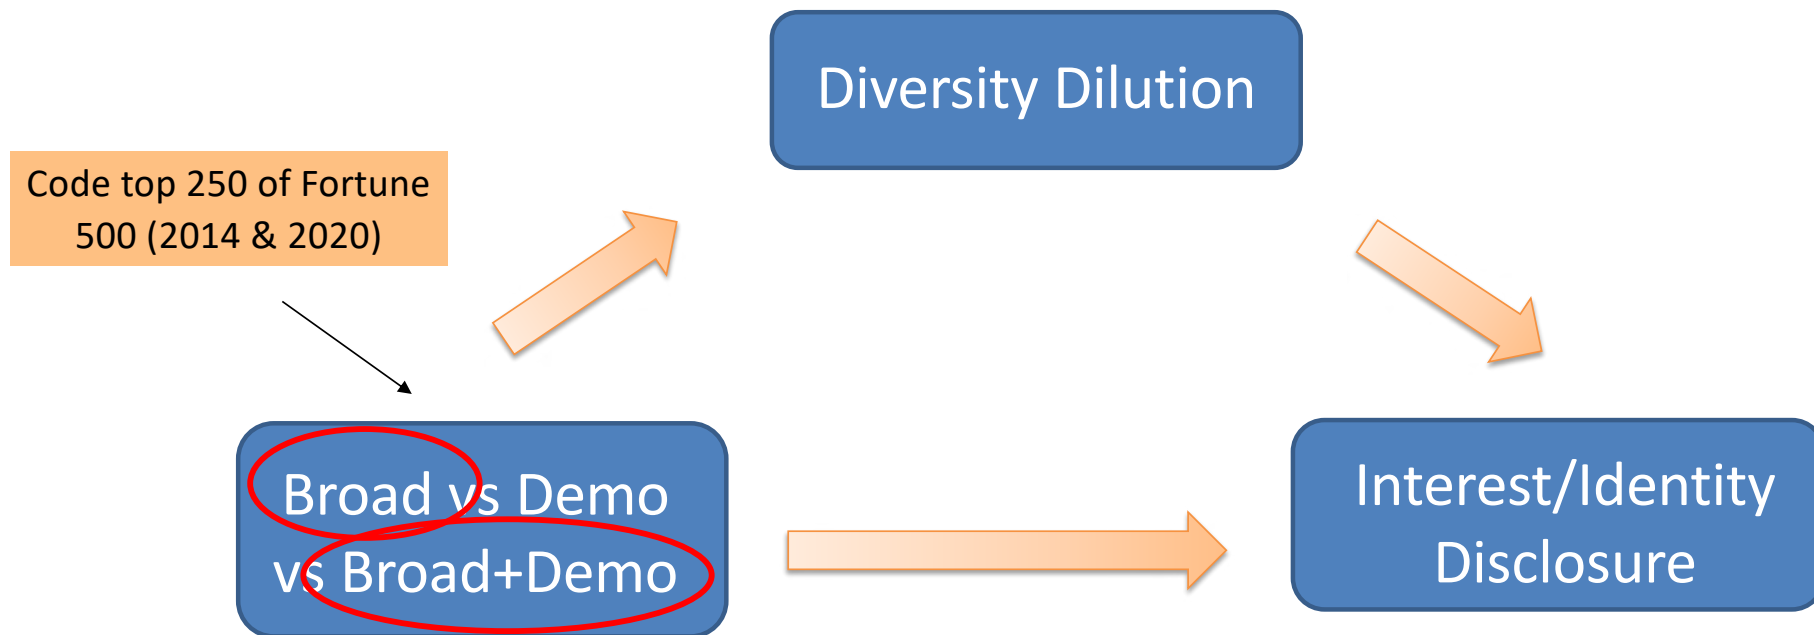 Diversity Dilution
Code top 250 of Fortune
500 (2014 & 2020)
Broad vs Demo
vs Broad+Demo
Interest/Identity
Disclosure